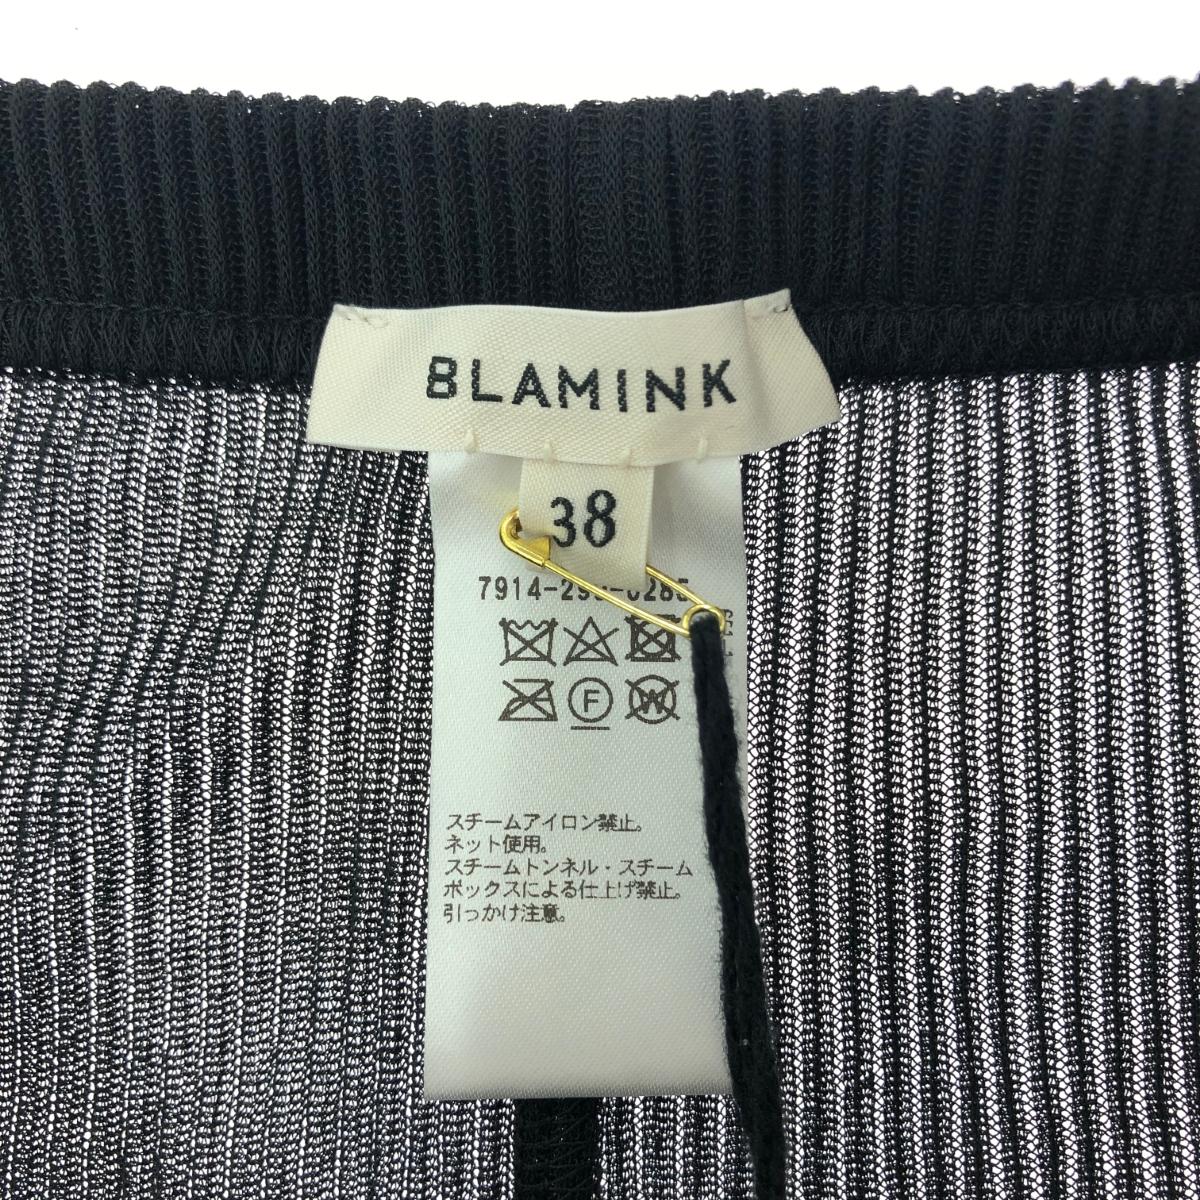 BLAMINK
38
F
W
スチームアイロン禁止。
ネット使用。
スチームトンネル・スチーム
ボックスによる仕上げ禁止。
引っかけ注意。